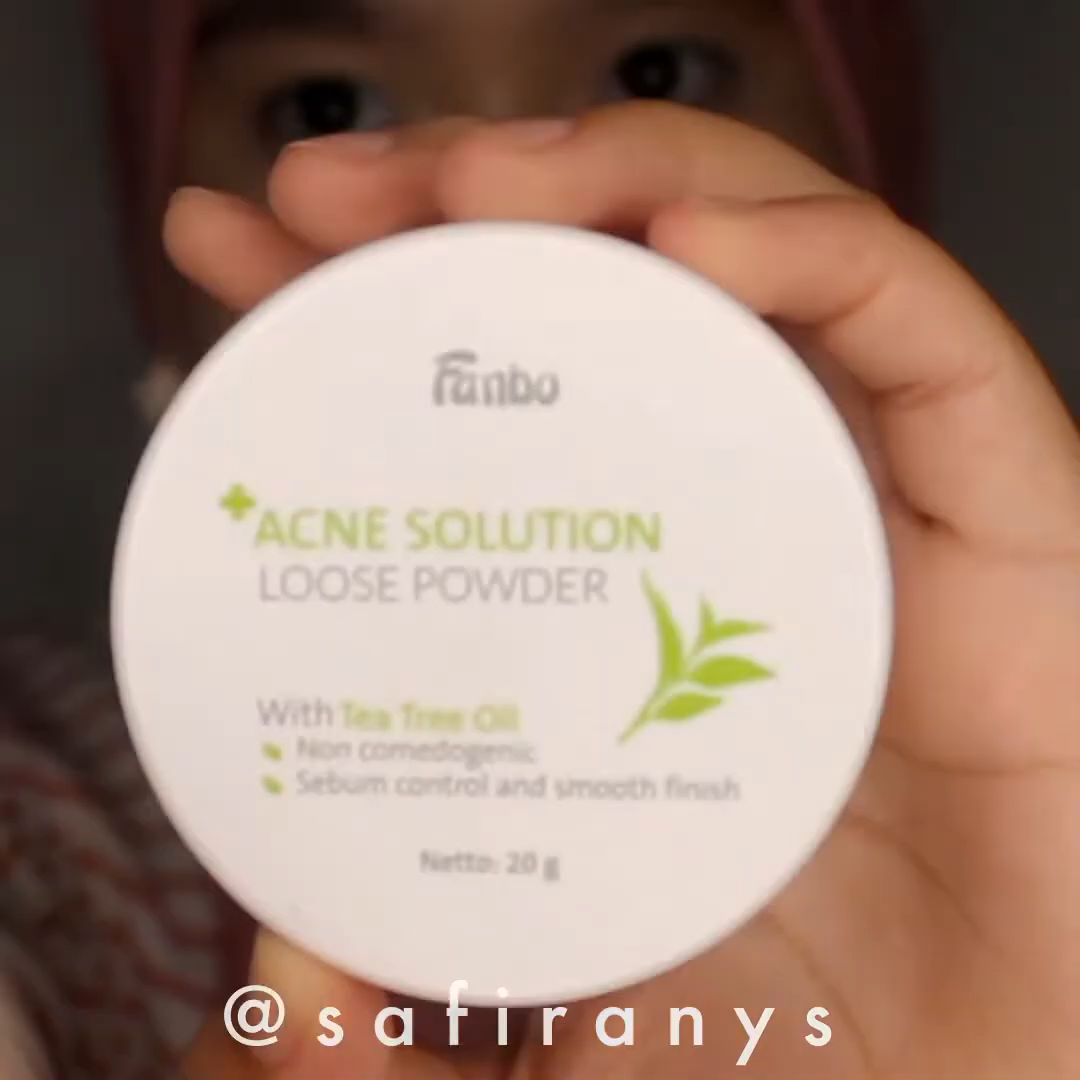 Fanbo
ACNE SOLUTION
LOOSE POWDER
With Tea Tree Oil
Non comedogenic
Sebum control and smooth finish
Netto: 20 g
@safiranys